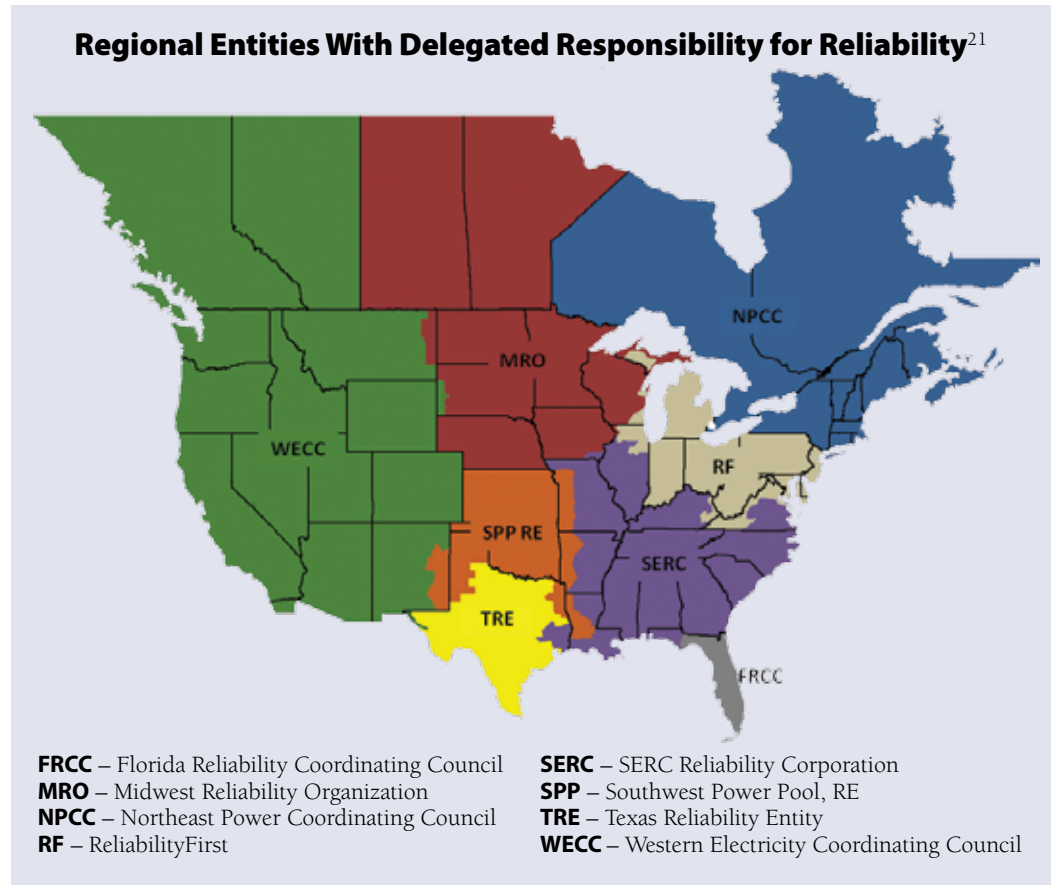 Regional Entities With Delegated Responsibility for Reliability21
NPCC
MRO
WECC
RF
SPP RE
SERC
TRE
FRCC
FRCC – Florida Reliability Coordinating Council
MRO – Midwest Reliability Organization
NPCC – Northeast Power Coordinating Council
RF – ReliabilityFirst
SERC – SERC Reliability Corporation
SPP – Southwest Power Pool, RE
TRE – Texas Reliability Entity
WECC – Western Electricity Coordinating Council